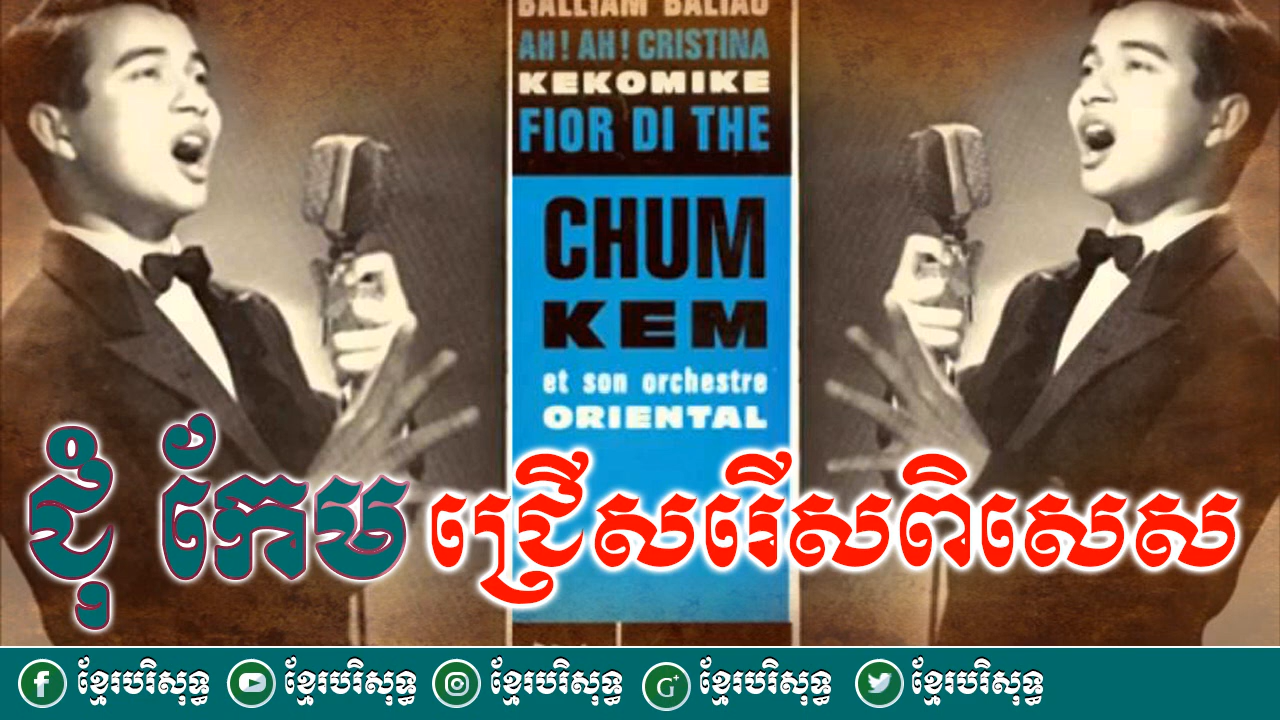 BALLIAM BALIAO
AH! AH! CRISTINA
KEKOMIKE
FIOR DI THE
CHUM
KEM
et son orchestre
ORIENTAL
ជុំ កែម ជ្រើសរើសពិសេស
ខ្មែរបរិសុទ្ធ ខ្មែរបរិសុទ្ធ ខ្មែរបរិសុទ្ធ ខ្មែរបរិសុទ្ធ ខ្មែរបរិសុទ្ធ